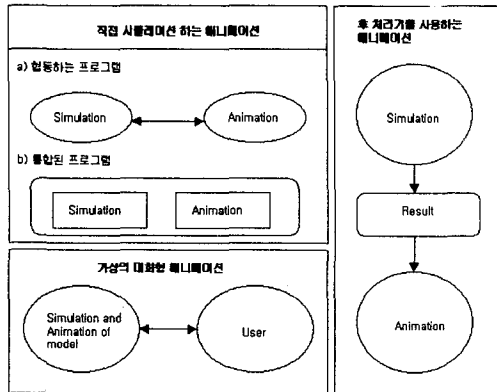 직접 시뮬레이션 하는 애니메이션
a) 협동하는 프로그램
Simulation
Animation
b) 통합된 프로그램
Simulation
Animation
가상의 대화형 애니메이션
Simulation and
Animation of
model
User
후 처리기를 사용하는
애니메이션
Simulation
Result
Animation